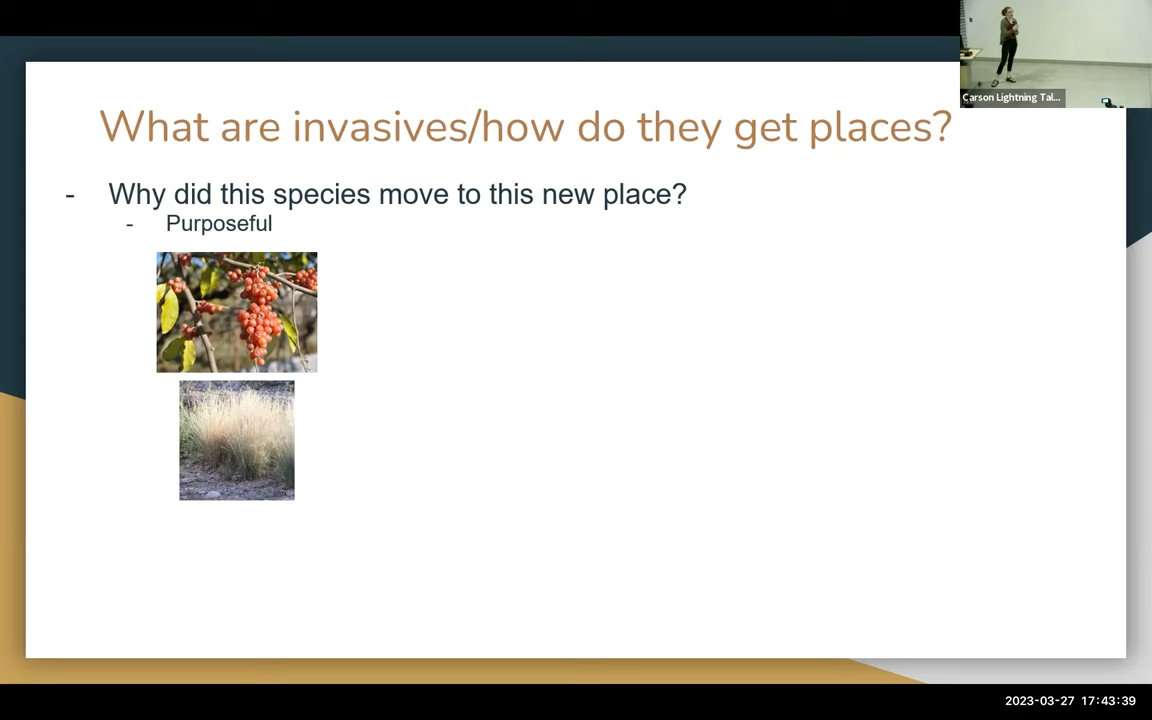 Carson Lightning Tal...
What are invasives/how do they get places?
- Why did this species move to this new place?
- Purposeful
2023-03-27 17:43:39